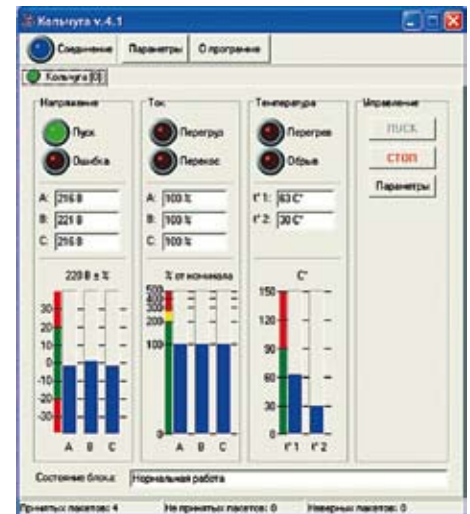 Кольчуга v.4.1
Соединение Параметры О програмне
Кольчуга [0]
Напряжение Ток Температура Управление
Пуск Перегруз Перегрев ПУСК
Ошибка Перекос Обрыв СТОП
A: 216 В A: 100 % t° 1: 63 C° Параметры
B: 221 В B: 100 % t° 2: 30 C°
C: 216 В C: 100 %
220 В ± % % от номинала C°
30 20 10 0 -10 -20 -30
500 400 300 200 100 0
150 120 90 60 30 0
A B C A B C t° 1 t° 2
Состояние блока: Нормальная работа
Принятых пакетов: 4 Не принятых пакетов: 0 Неверных пакетов: 0